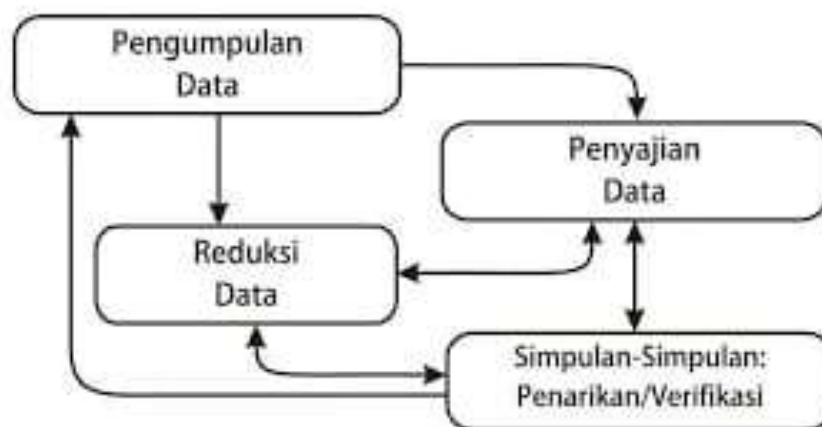 Pengumpulan
Data
Penyajian
Data
Reduksi
Data
Simpulan-Simpulan:
Penarikan/Verifikasi